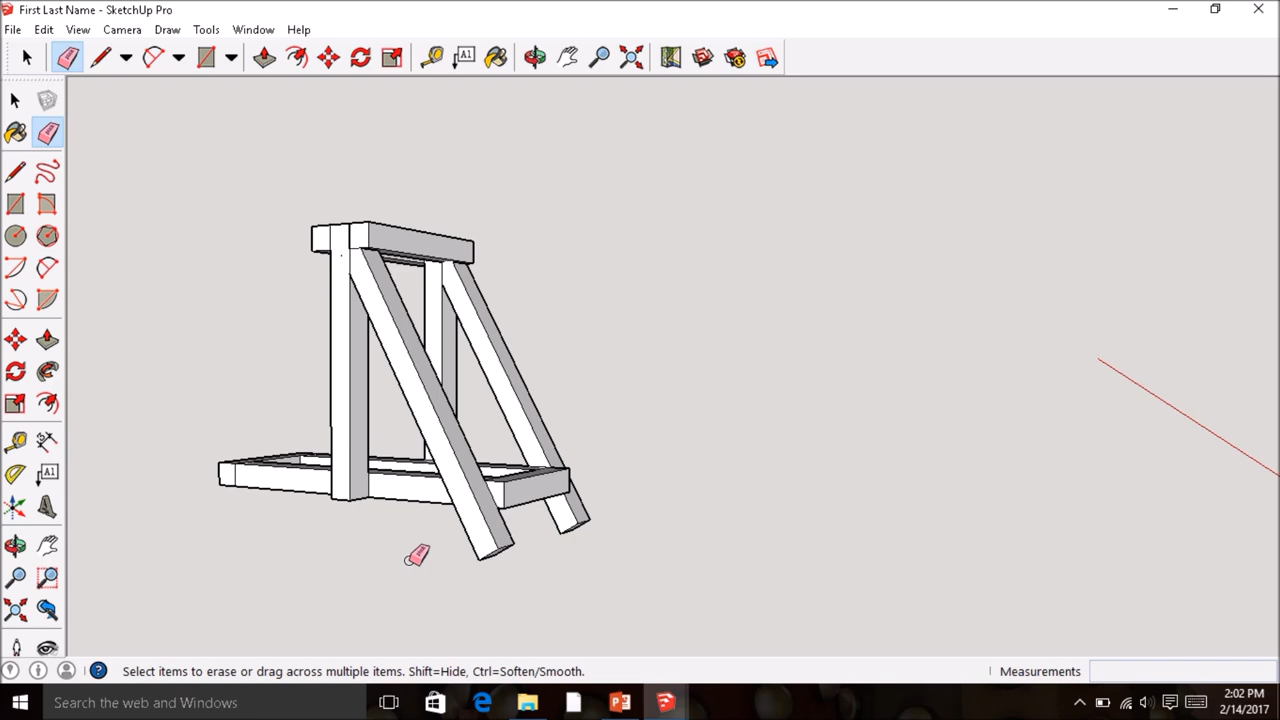 First Last Name - SketchUp Pro
File Edit View Camera Draw Tools Window Help
A1
A1
Select items to erase or drag across multiple items. Shift=Hide, Ctrl=Soften/Smooth.
Measurements
Search the web and Windows
2:02 PM
2/14/2017